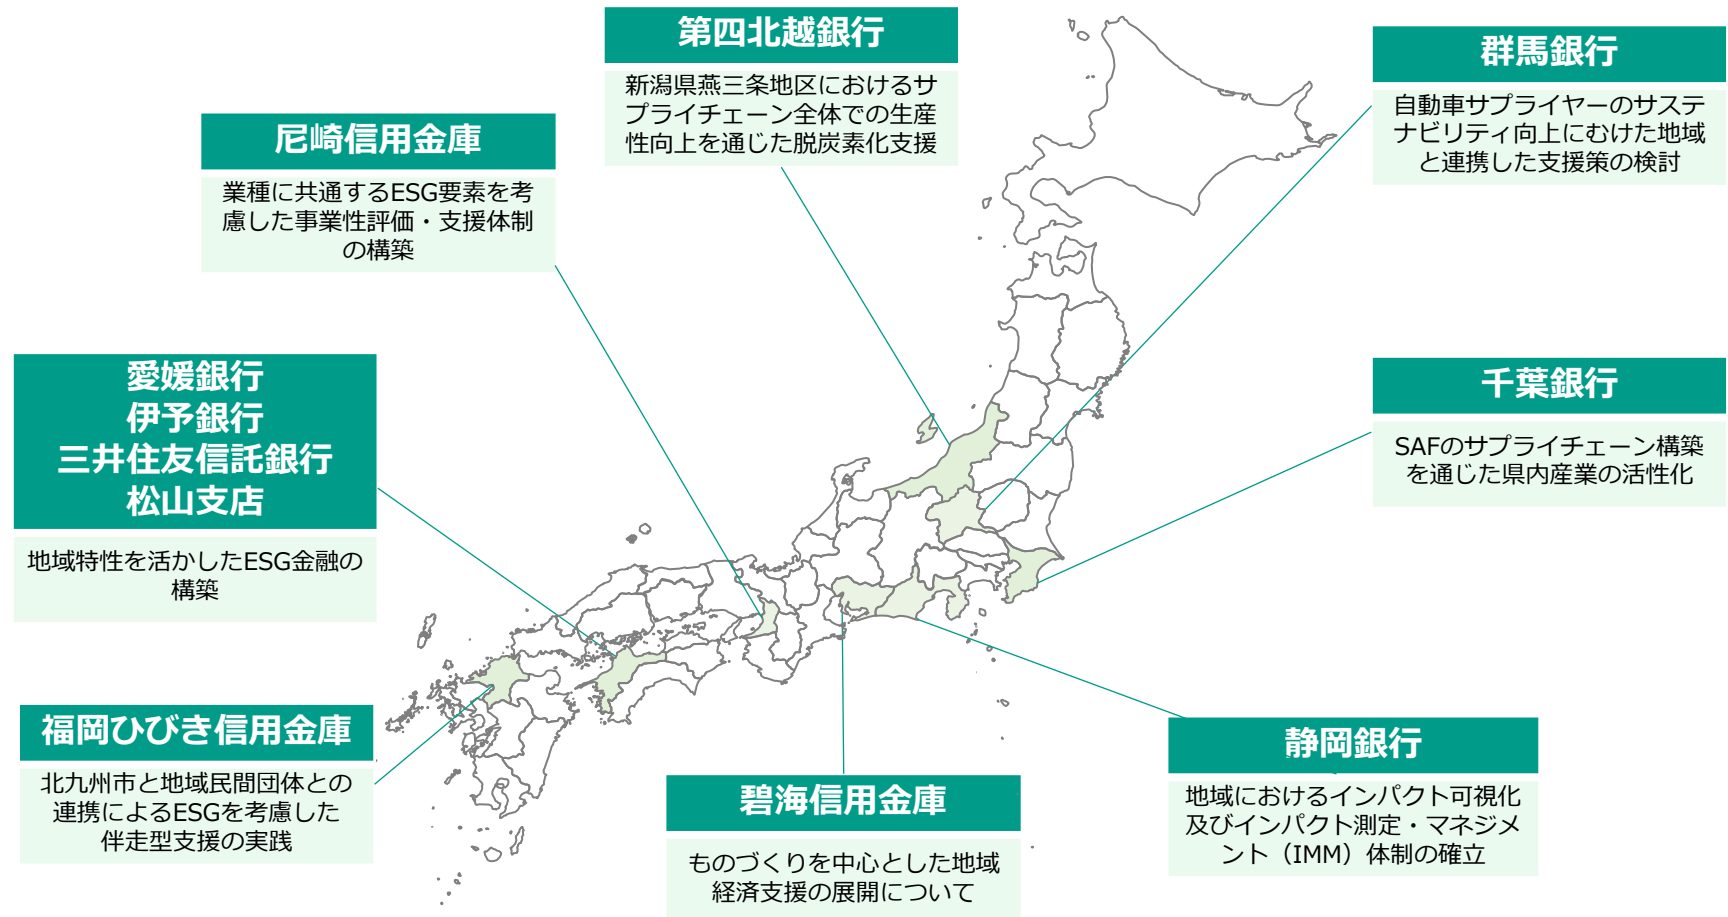 第四北越銀行
新潟県燕三条地区におけるサ
プライチェーン全体での生産
性向上を通じた脱炭素化支援
群馬銀行
自動車サプライヤーのサステ
ナビリティ向上にむけた地域
と連携した支援策の検討
尼崎信用金庫
業種に共通するESG要素を考
慮した事業性評価・支援体制
の構築
愛媛銀行
伊予銀行
三井住友信託銀行
松山支店
地域特性を活かしたESG金融の
構築
千葉銀行
SAFのサプライチェーン構築
を通じた県内産業の活性化
福岡ひびき信用金庫
北九州市と地域民間団体との
連携によるESGを考慮した
伴走型支援の実践
碧海信用金庫
ものづくりを中心とした地域
経済支援の展開について
静岡銀行
地域におけるインパクト可視化
及びインパクト測定・マネジメ
ント（IMM）体制の確立